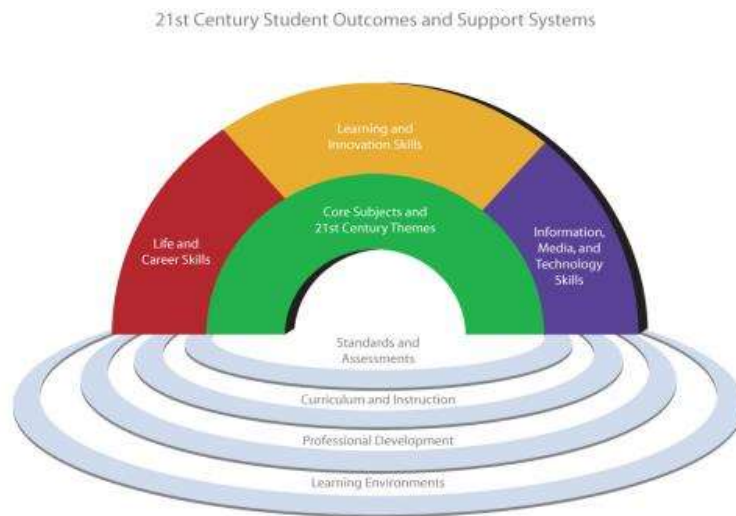 21st Century Student Outcomes and Support Systems
Learning and
Innovation Skills
Core Subjects and
21st Century Themes
Life and
Career Skills
Information,
Media, and
Technology
Skills
Standards and
Assessments
Curriculum and Instruction
Professional Development
Learning Environments